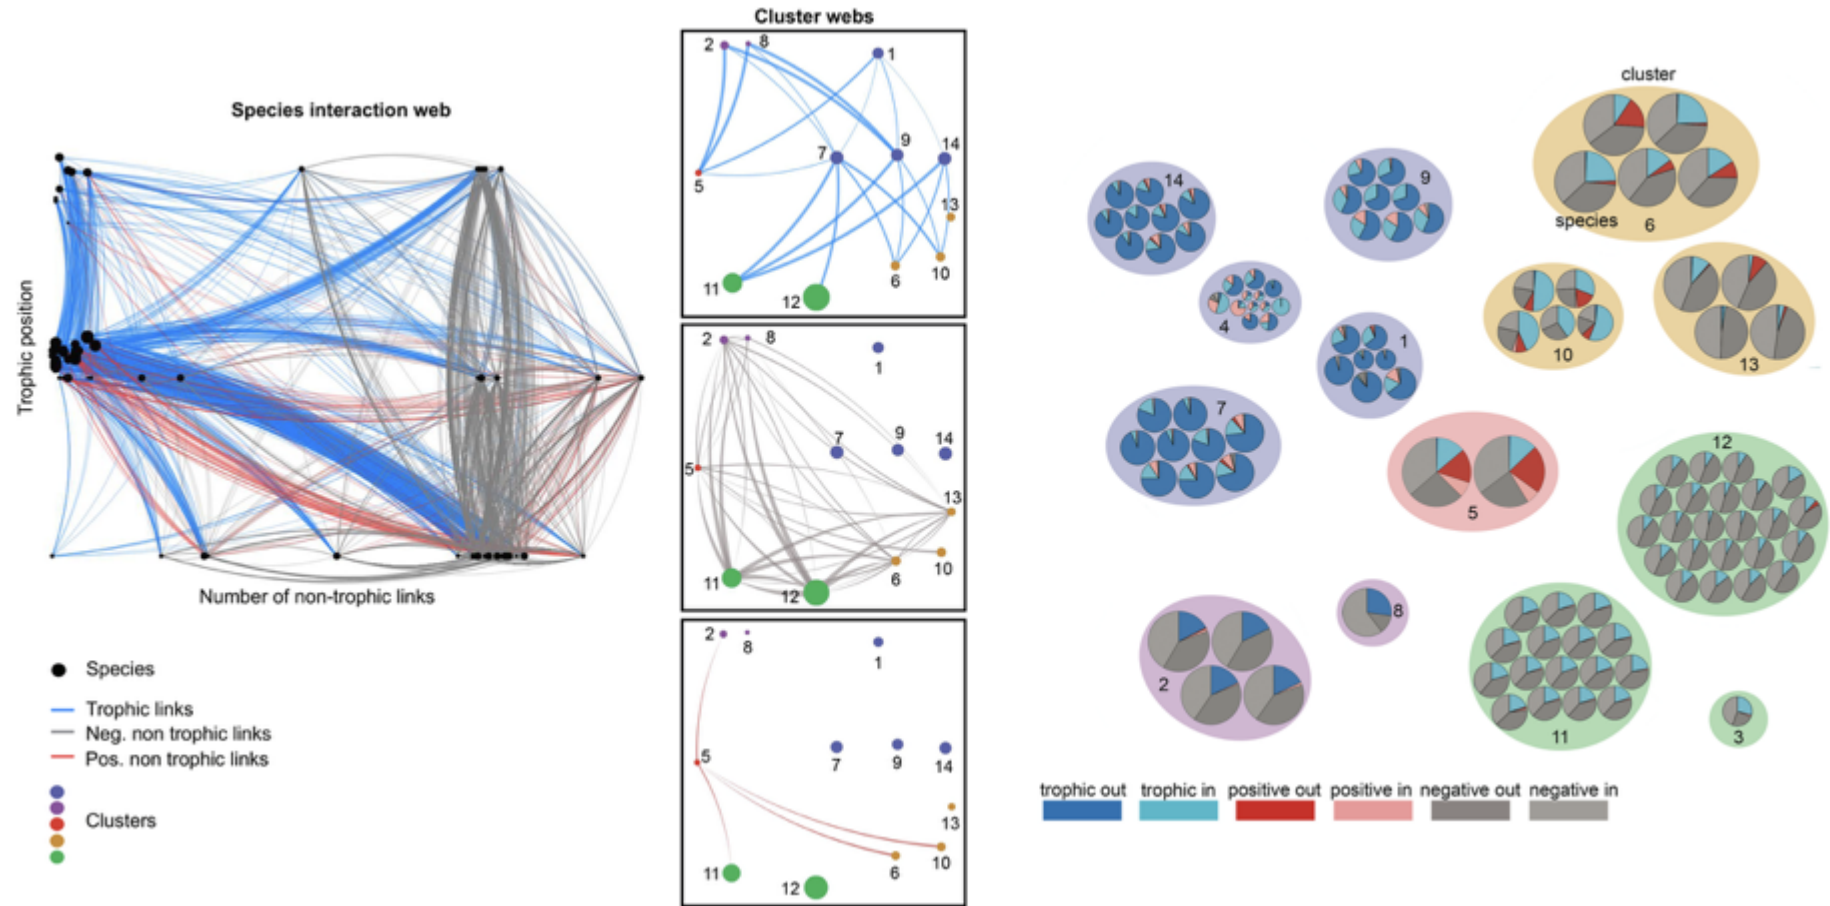 Cluster webs
Species interaction web
Trophic position
Number of non-trophic links
Species
Trophic links
Neg. non trophic links
Pos. non trophic links
Clusters
2
8
1
7
9
14
5
13
11
12
6
10
2
8
1
7
9
14
5
13
11
12
6
10
2
8
1
5
7
9
14
13
11
12
6
10
cluster
species
14
9
6
4
1
10
13
7
5
12
2
8
11
3
trophic out
trophic in
positive out
positive in
negative out
negative in